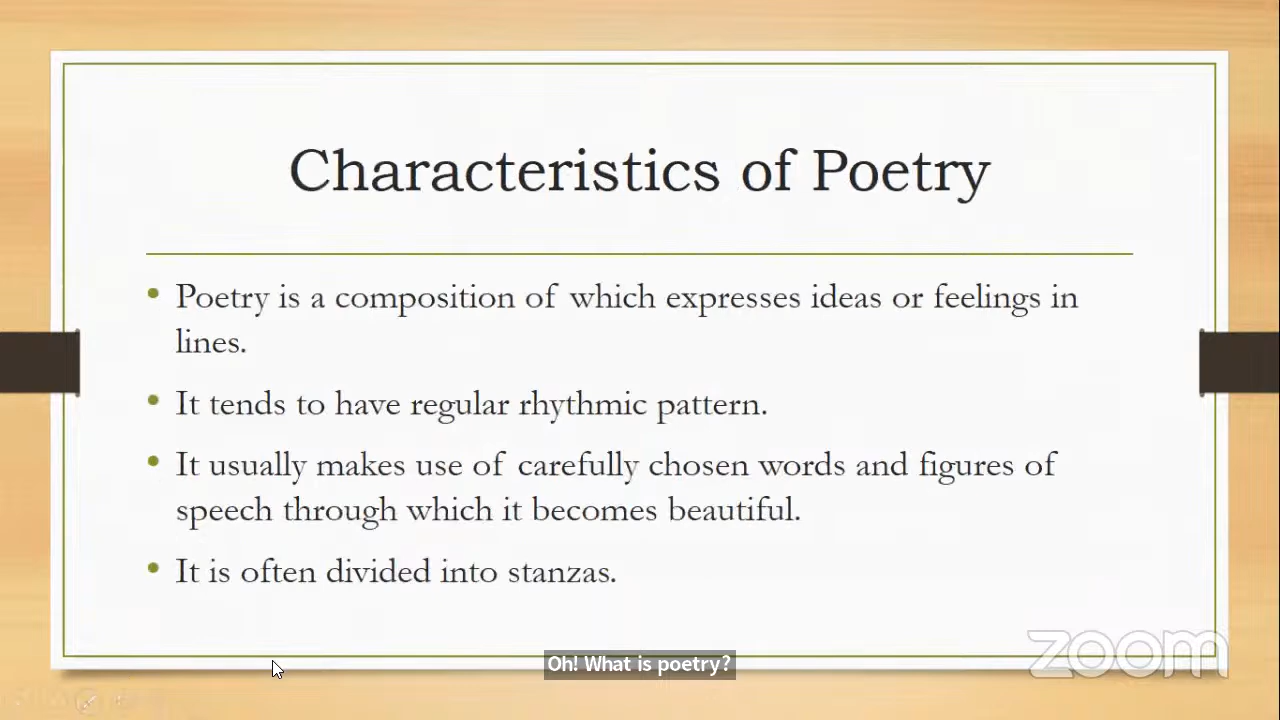 Characteristics of Poetry
• Poetry is a composition of which expresses ideas or feelings in
lines.
• It tends to have regular rhythmic pattern.
• It usually makes use of carefully chosen words and figures of
speech through which it becomes beautiful.
• It is often divided into stanzas.
zoom
Oh! What is poetry?